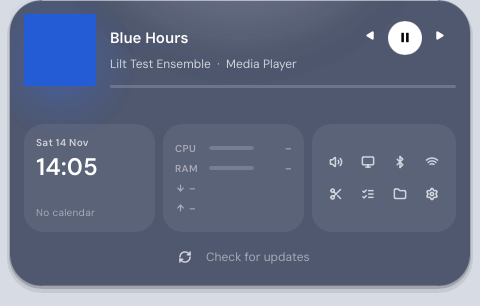 Blue Hours
Lilt Test Ensemble · Media Player
Sat 14 Nov
14:05
No calendar
CPU –
RAM –
↓ –
↑ –
Check for updates